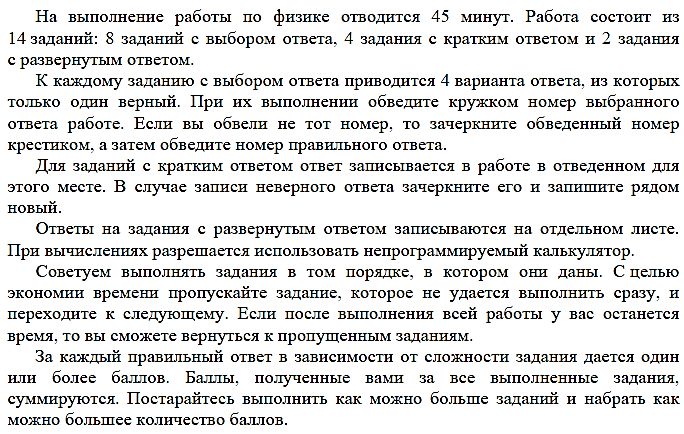 На выполнение работы по физике отводится 45 минут. Работа состоит из
14 заданий: 8 заданий с выбором ответа, 4 задания с кратким ответом и 2 задания
с развернутым ответом.
К каждому заданию с выбором ответа приводится 4 варианта ответа, из которых
только один верный. При их выполнении обведите кружком номер выбранного
ответа работе. Если вы обвели не тот номер, то зачеркните обведенный номер
крестиком, а затем обведите номер правильного ответа.
Для заданий с кратким ответом ответ записывается в работе в отведенном для
этого месте. В случае записи неверного ответа зачеркните его и запишите рядом
новый.
Ответы на задания с развернутым ответом записываются на отдельном листе.
При вычислениях разрешается использовать непрограммируемый калькулятор.
Советуем выполнять задания в том порядке, в котором они даны. С целью
экономии времени пропускайте задание, которое не удается выполнить сразу, и
переходите к следующему. Если после выполнения всей работы у вас останется
время, то вы сможете вернуться к пропущенным заданиям.
За каждый правильный ответ в зависимости от сложности задания дается один
или более баллов. Баллы, полученные вами за все выполненные задания,
суммируются. Постарайтесь выполнить как можно больше заданий и набрать как
можно большее количество баллов.